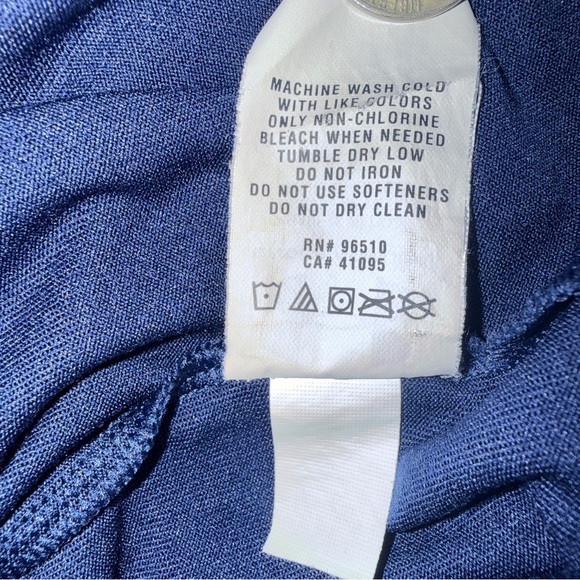 MACHINE WASH COLD
WITH LIKE COLORS
ONLY NON-CHLORINE
BLEACH WHEN NEEDED
TUMBLE DRY LOW
DO NOT IRON
DO NOT USE SOFTENERS
DO NOT DRY CLEAN
RN# 96510
CA# 41095